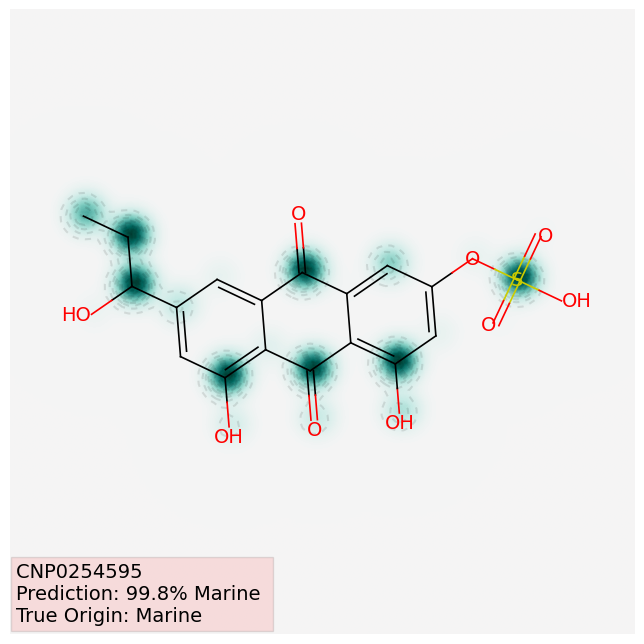 O
O
S
HO
OH
O
OH
O
OH
CNP0254595
Prediction: 99.8% Marine
True Origin: Marine